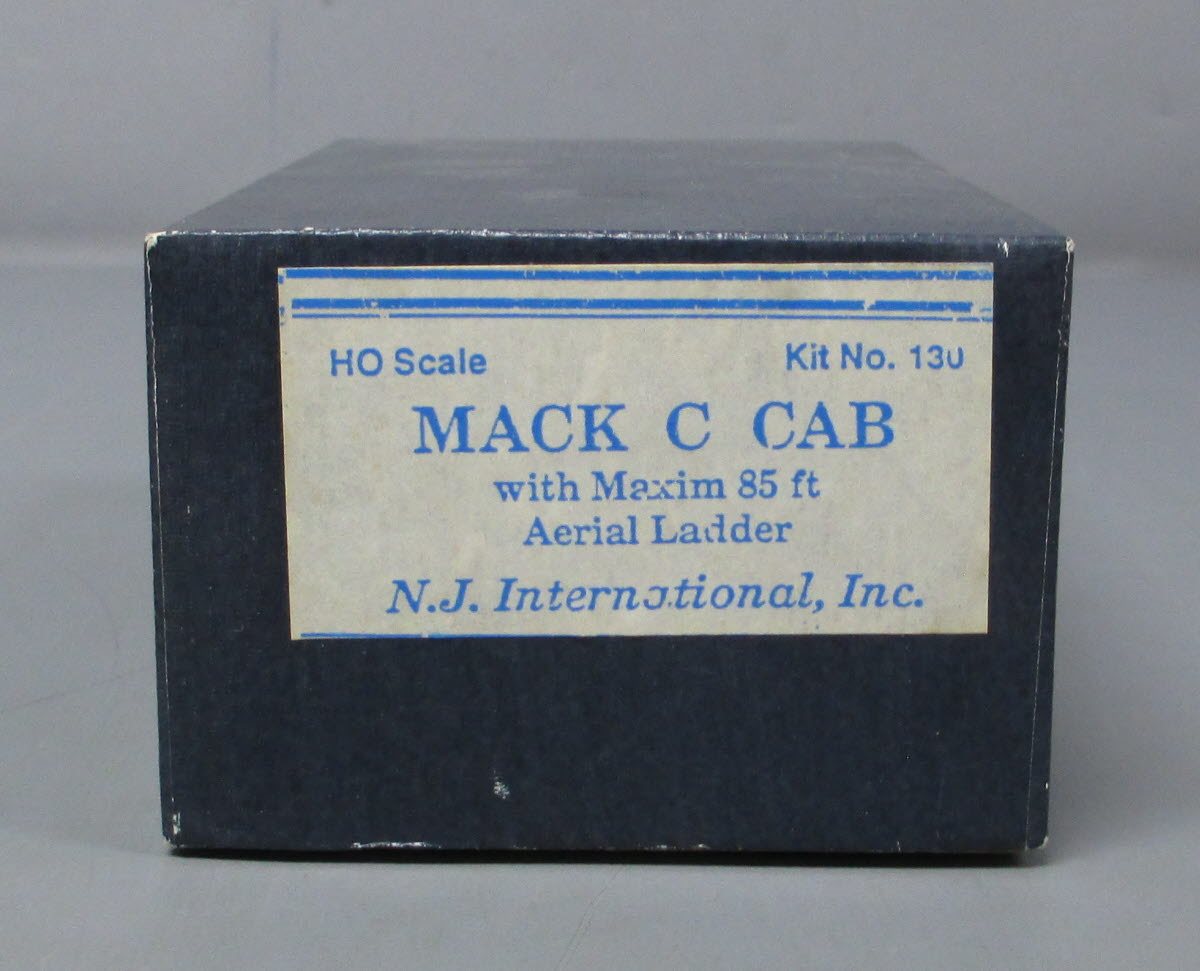 HO Scale Kit No. 130
MACK C CAB
with Maxim 85 ft
Aerial Ladder
N.J. International, Inc.